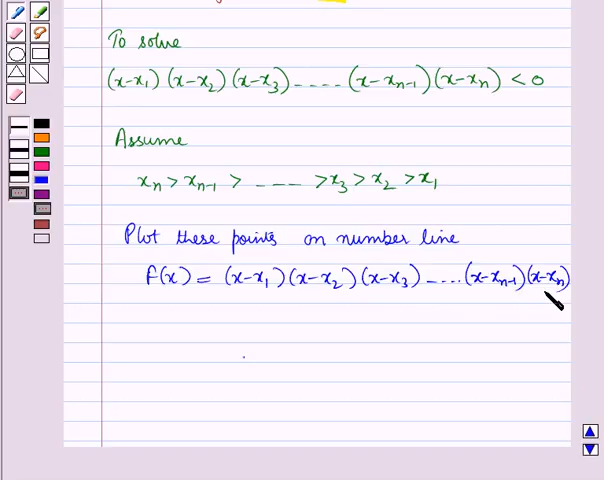 To solve
(x-x₁) (x-x₂) (x-x₃) ..... (x-xₙ₋₁) (x-xₙ) < 0
Assume
xₙ > xₙ₋₁ > ---- > x₃ > x₂ > x₁
Plot these points on number line
f(x) = (x-x₁) (x-x₂) (x-x₃) ..... (x-xₙ₋₁) (x-xₙ)